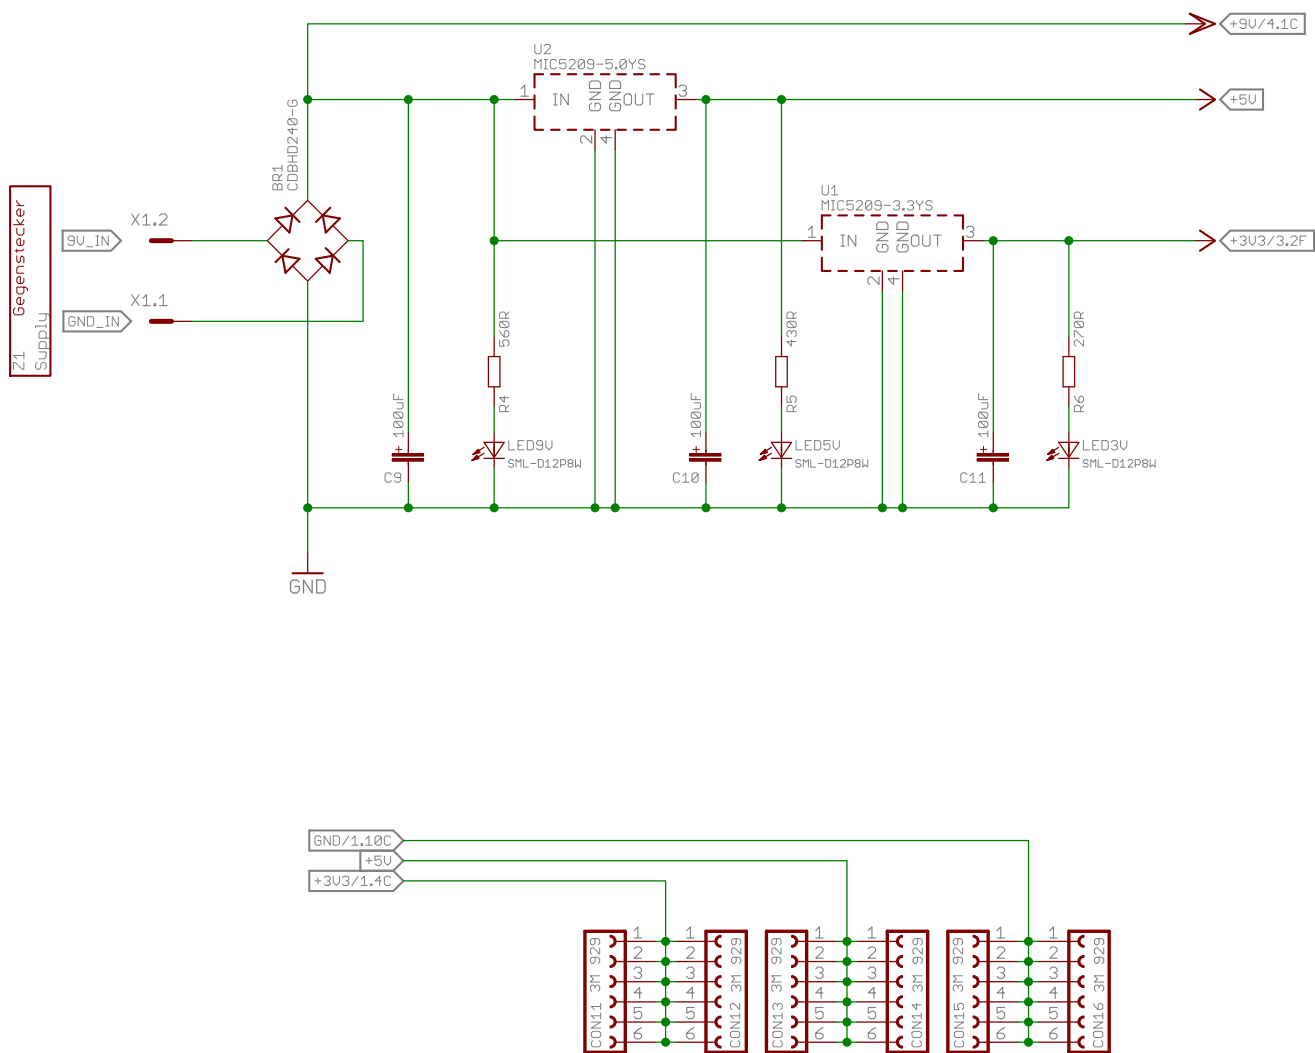 +9V/4.1C
U2
MIC5209-5.0YS
1
IN
GND
GND
OUT
3
2
4
+5V
BR1
CDBHD240-G
Z1
Gegenstecker
Supply
9V_IN
X1.2
GND_IN
X1.1
U1
MIC5209-3.3YS
1
IN
GND
GND
OUT
3
2
4
+3V3/3.2F
560R
R4
430R
R5
270R
R6
100uF
+
C9
LED9V
SML-D12P8W
100uF
+
C10
LED5V
SML-D12P8W
100uF
+
C11
LED3V
SML-D12P8W
GND
GND/1.10C
+5V
+3V3/1.4C
CON11 3M 929
1
2
3
4
5
6
1
2
3
4
5
6
CON12 3M 929
CON13 3M 929
1
2
3
4
5
6
1
2
3
4
5
6
CON14 3M 929
CON15 3M 929
1
2
3
4
5
6
1
2
3
4
5
6
CON16 3M 929